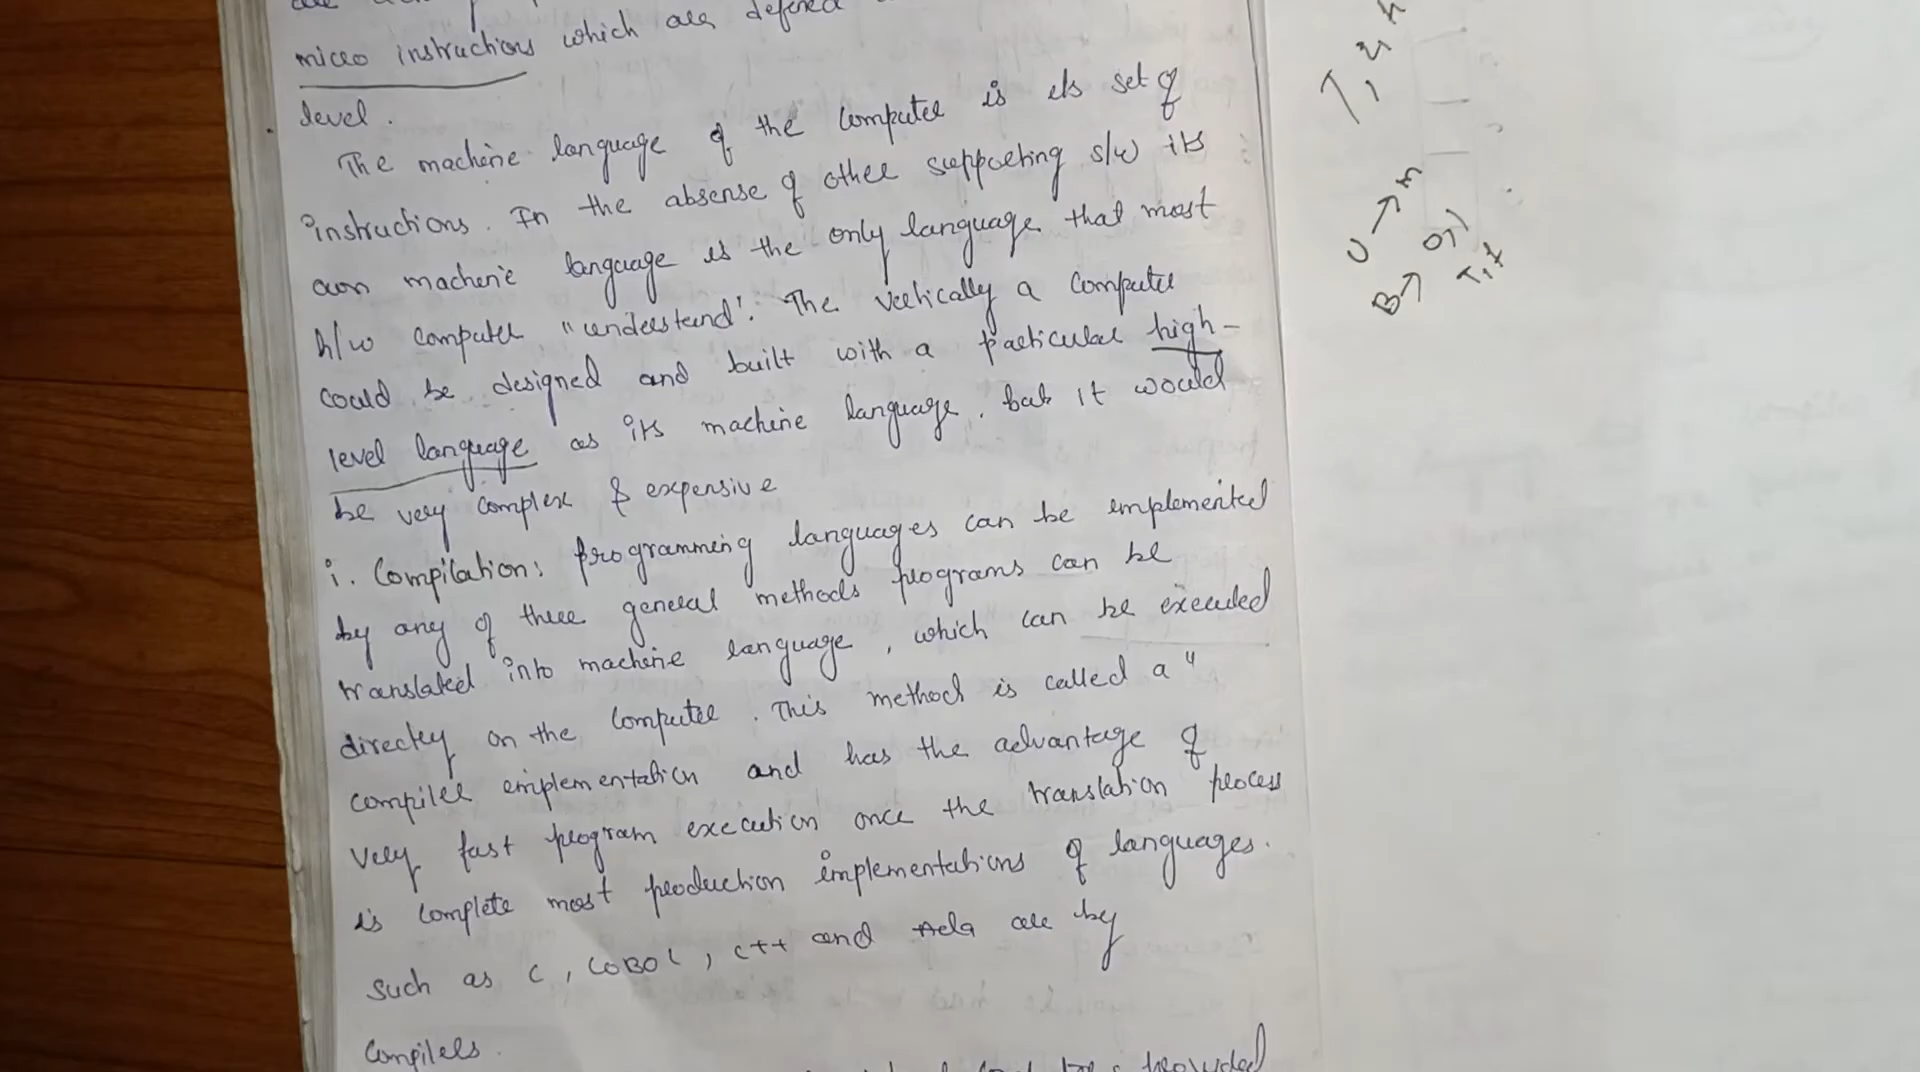 micro instructions which are defined
level.
The machine language of the computer is its set of
instructions. In the absense of other supporting s/w its
own machine language is the only language that most
h/w computer "understand". The vertically a computer
could be designed and built with a particular high-
level language as its machine language. but it would
be very complex & expensive
i. Compilation: programming languages can be implemented
by any of three general methods programs can be
translated into machine language, which can be executed
directly on the computer. This method is called a "
compiler implementation and has the advantage of
very fast program execution once the translation process
is complete most production implementations of languages.
such as C, COBOL, C++ and Ada are by
Compilers.
provided
U → m
B →